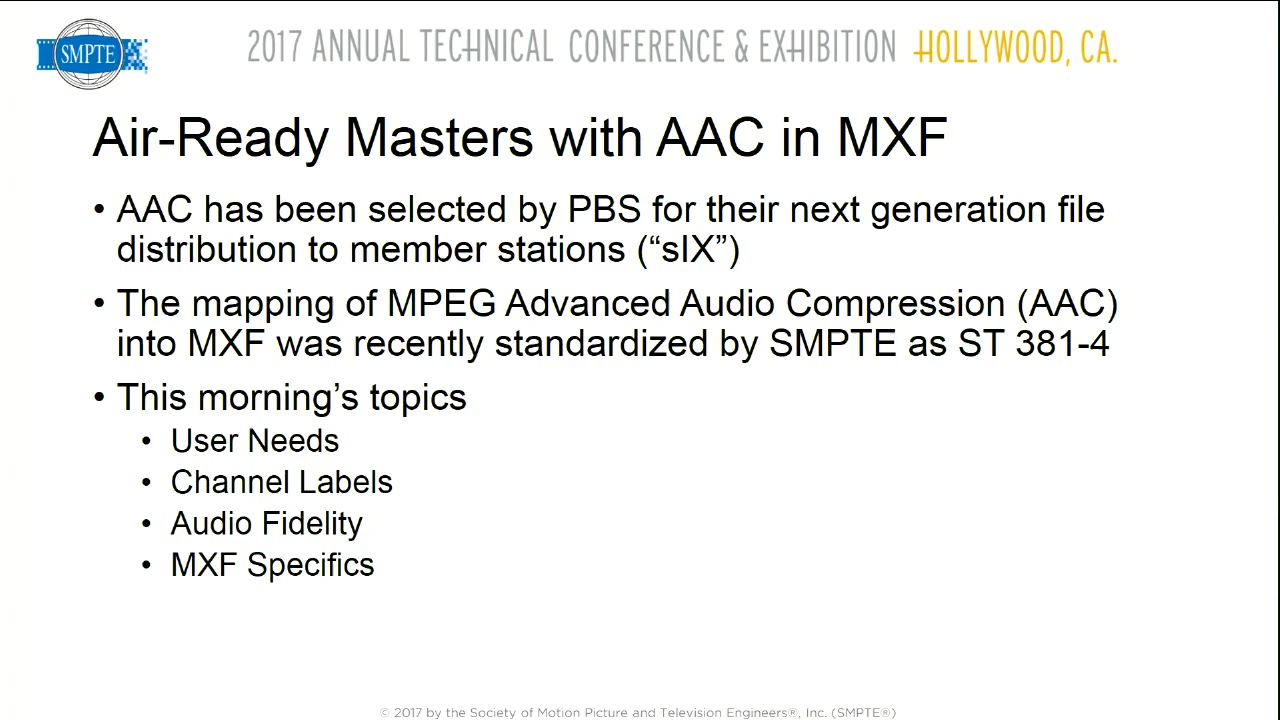 SMPTE
2017 ANNUAL TECHNICAL CONFERENCE & EXHIBITION HOLLYWOOD, CA.
Air-Ready Masters with AAC in MXF
• AAC has been selected by PBS for their next generation file
distribution to member stations (“sIX”)
• The mapping of MPEG Advanced Audio Compression (AAC)
into MXF was recently standardized by SMPTE as ST 381-4
• This morning’s topics
• User Needs
• Channel Labels
• Audio Fidelity
• MXF Specifics
© 2017 by the Society of Motion Picture and Television Engineers®, Inc. (SMPTE®)